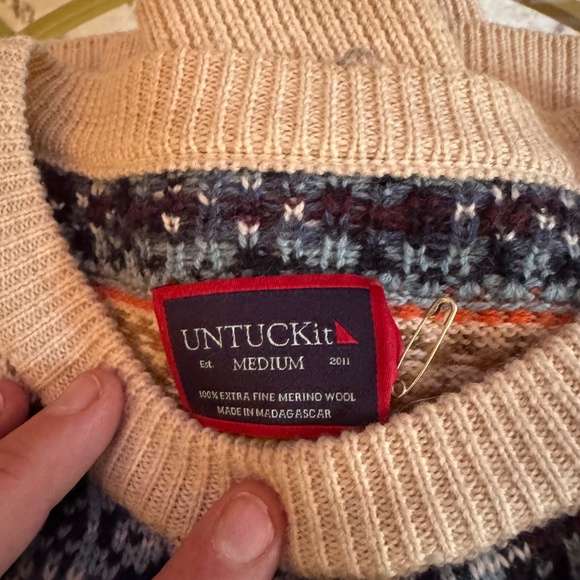 UNTUCKit
Est. MEDIUM 2011
100% EXTRA FINE MERINO WOOL
MADE IN MADAGASCAR